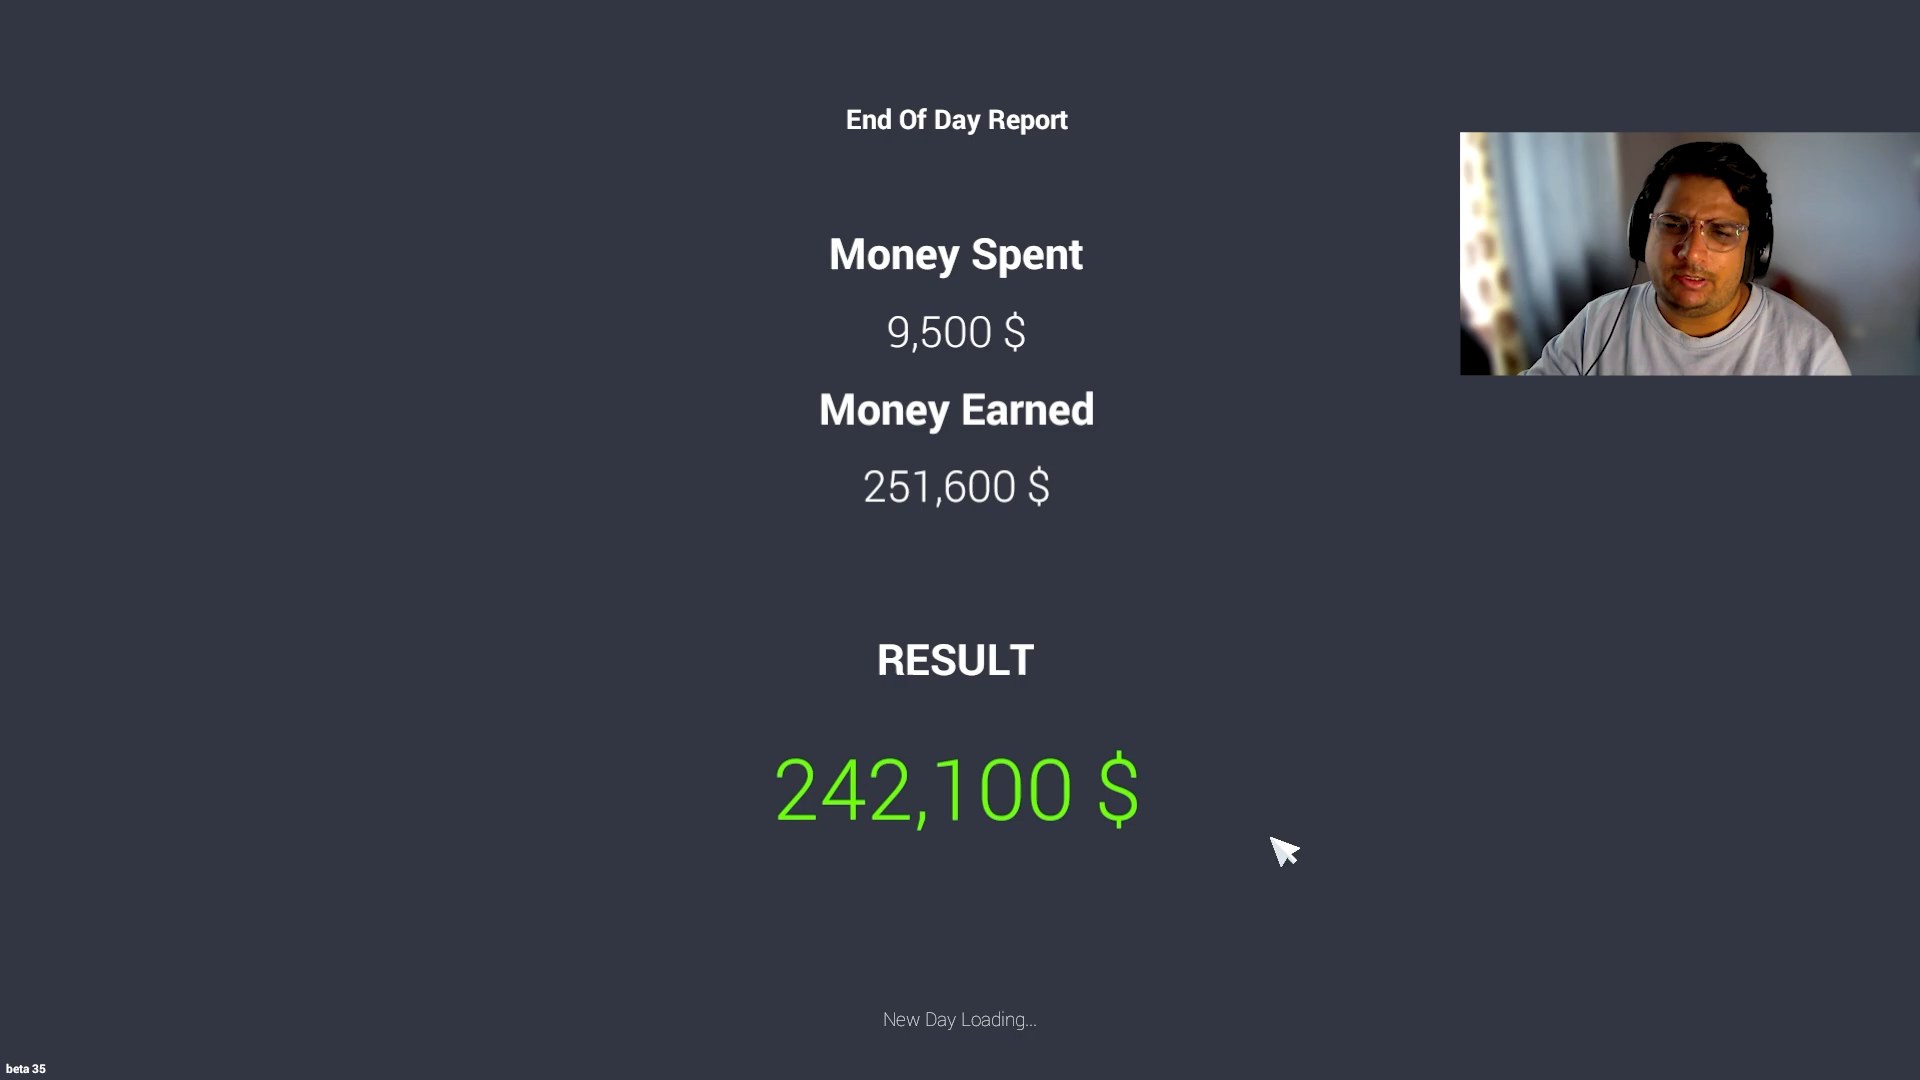 End Of Day Report
Money Spent
9,500 $
Money Earned
251,600 $
RESULT
242,100 $
New Day Loading...
beta 35